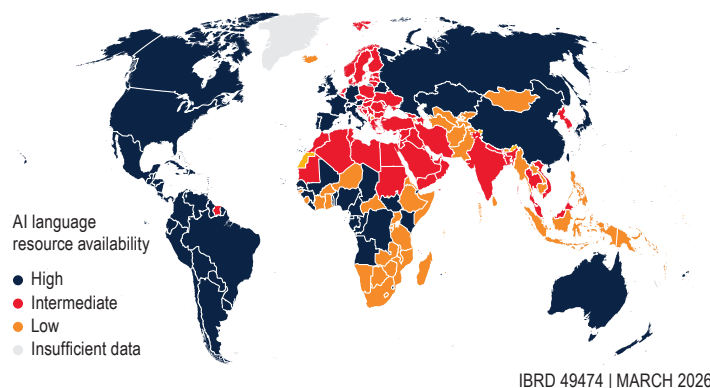 AI language
resource availability
High
Intermediate
Low
Insufficient data
IBRD 49474 | MARCH 2026